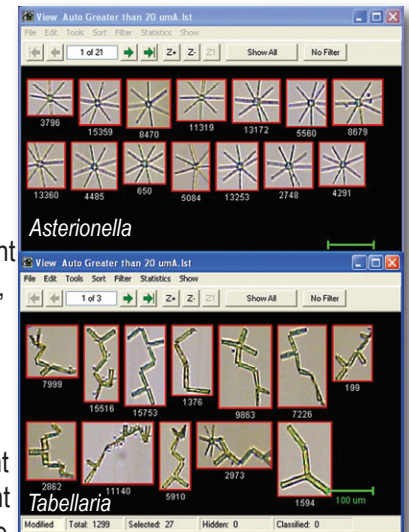 View Auto Greater than 20 umA.lst
File Edit Tools Sort Filter Statistics Show
1 of 21 Z+ Z- Z1 Show All No Filter
3796 15359 8470 11319 13172 5560 8679
13360 4485 650 5084 13253 2748 4291
Asterionella
nt
,
View Auto Greater than 20 umA.lst
File Edit Tools Sort Filter Statistics Show
1 of 3 Z+ Z- Z1 Show All No Filter
7999 15516 15753 1376 9863 7226 199
2862 11140 5910 2973 1594
nt
nt
Tabellaria
100 um
Modified Total: 1299 Selected: 27 Hidden: 0 Classified: 0